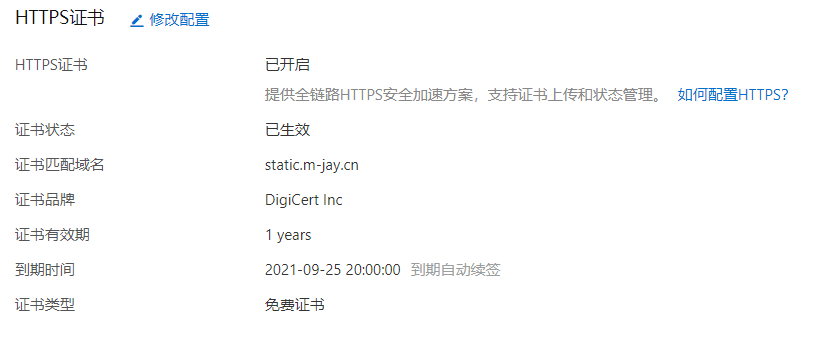 HTTPS证书 修改配置
HTTPS证书 已开启
提供全链路HTTPS安全加速方案，支持证书上传和状态管理。 如何配置HTTPS?
证书状态 已生效
证书匹配域名 static.m-jay.cn
证书品牌 DigiCert Inc
证书有效期 1 years
到期时间 2021-09-25 20:00:00 到期自动续签
证书类型 免费证书